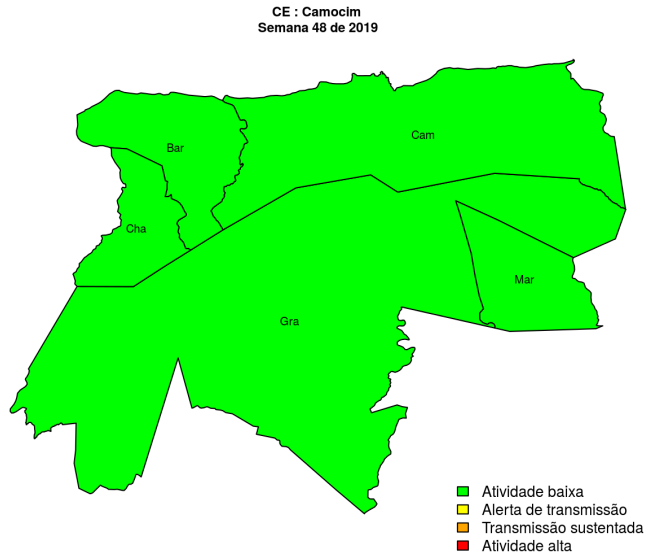 CE : Camocim
Semana 48 de 2019
Bar
Cam
Cha
Mar
Gra
Atividade baixa
Alerta de transmissão
Transmissão sustentada
Atividade alta